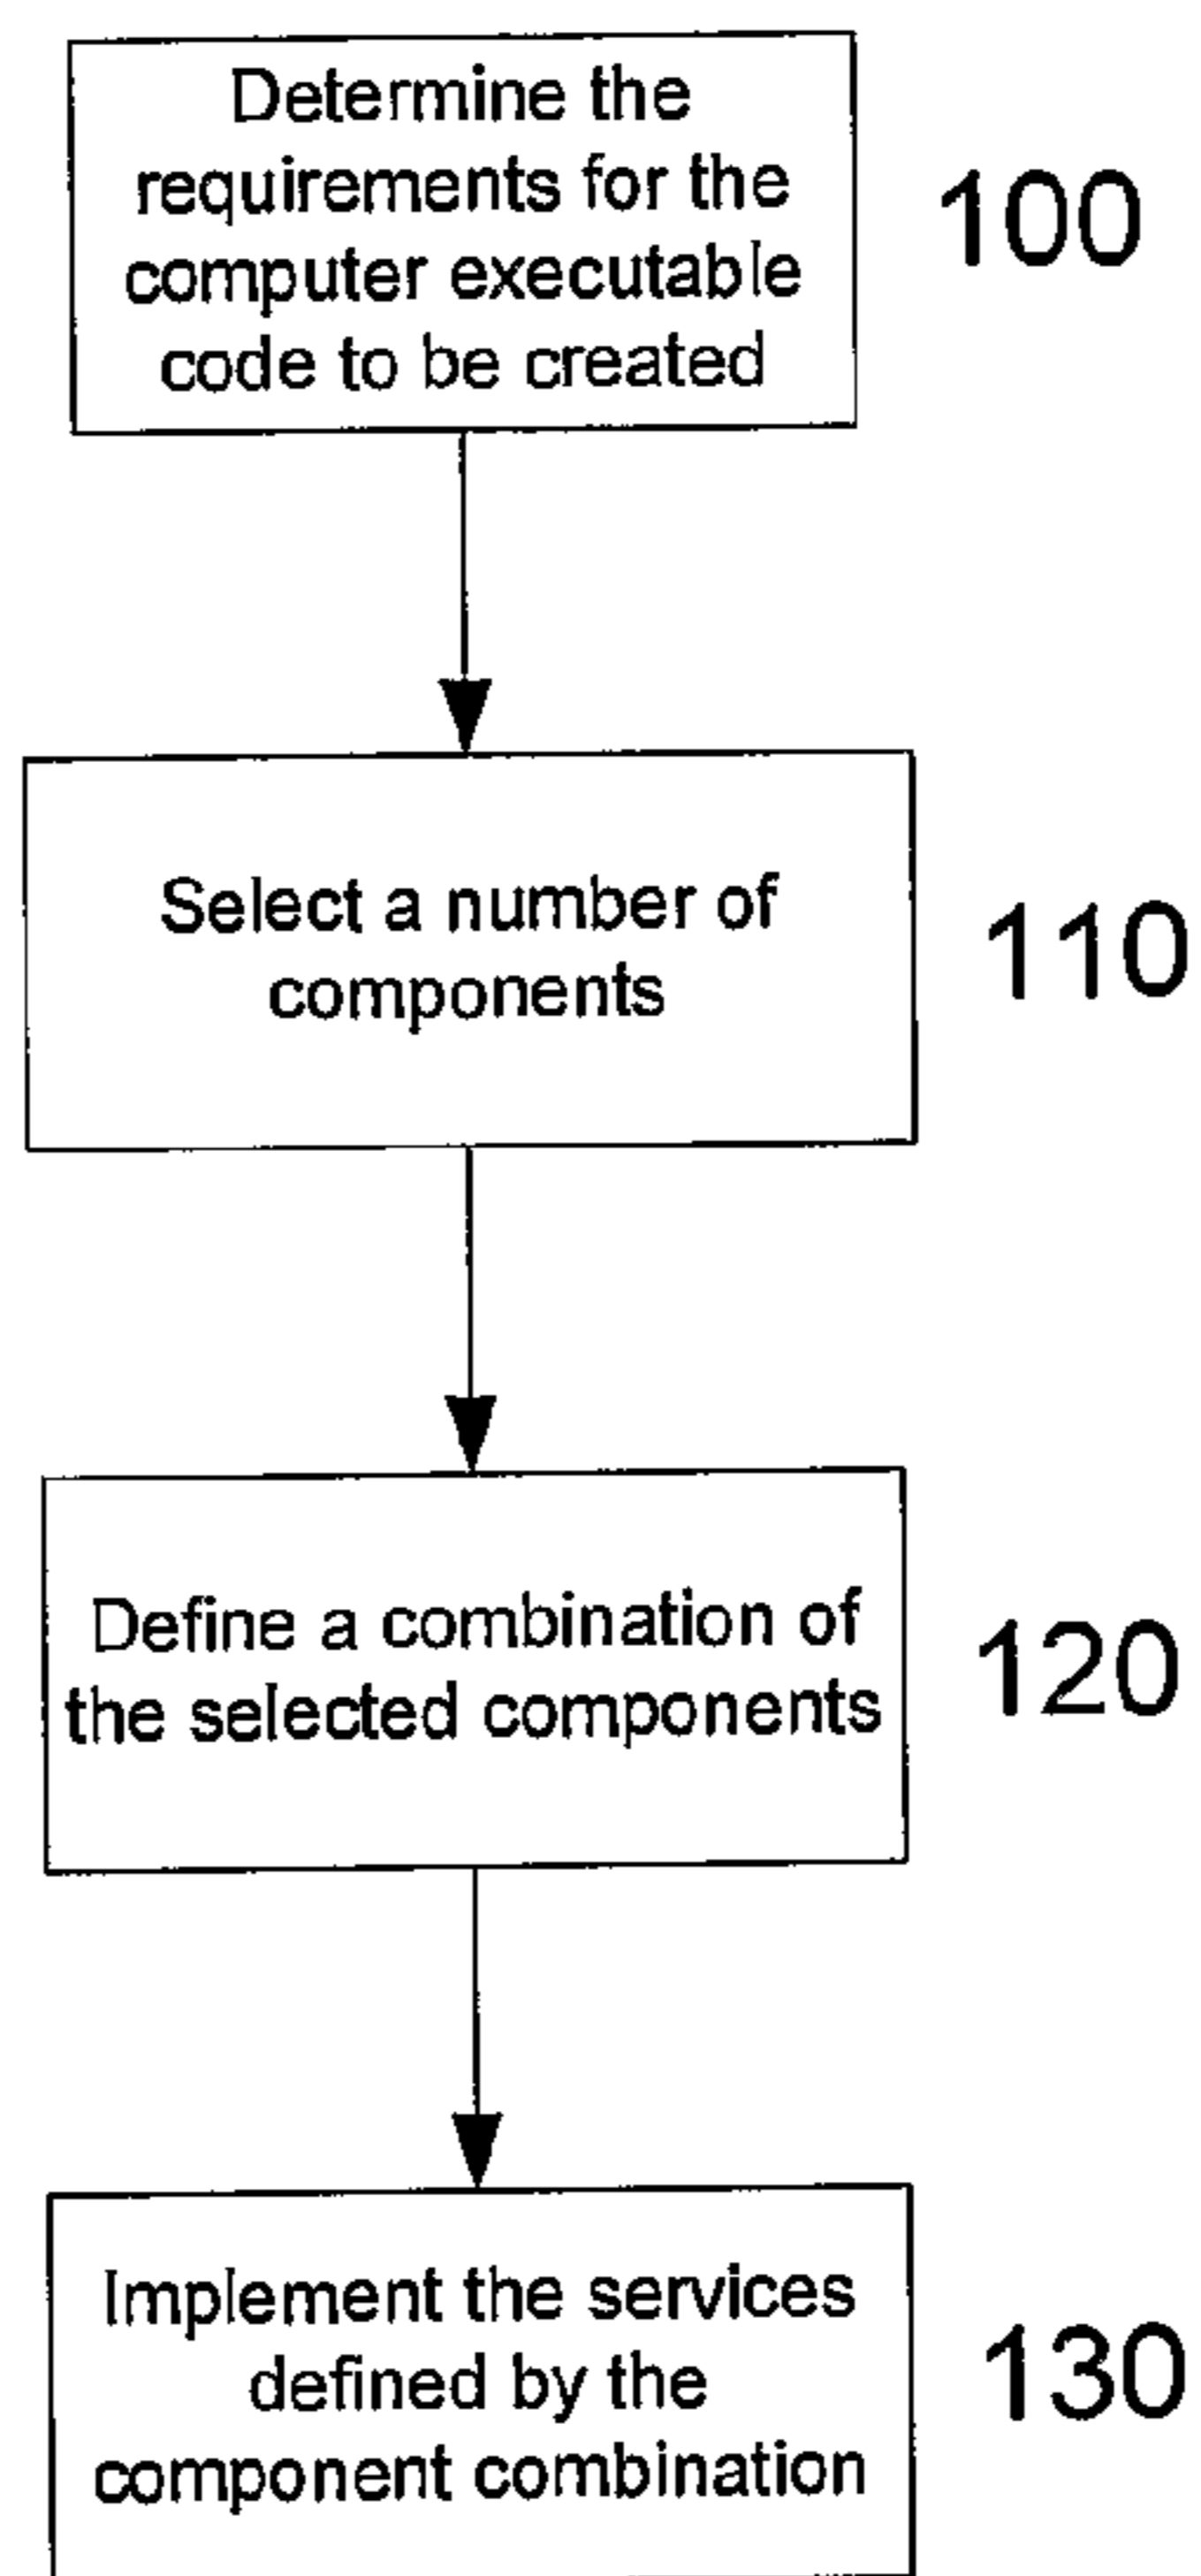 Determine the
requirements for the
computer executable
code to be created
100
Select a number of
components
110
Define a combination of
the selected components
120
Implement the services
defined by the
component combination
130